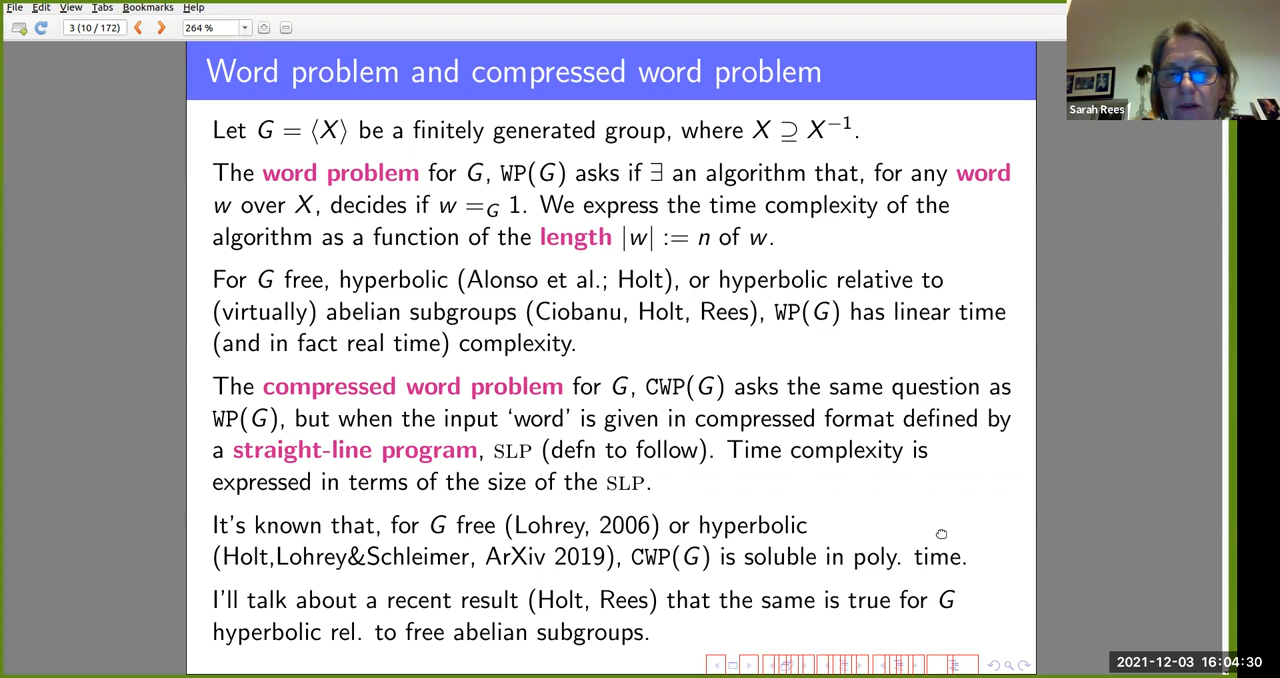 File Edit View Tabs Bookmarks Help
3 (10 / 172) 264 %
Sarah Rees
Word problem and compressed word problem
Let G = ⟨X⟩ be a finitely generated group, where X ⊇ X⁻¹.
The word problem for G, WP(G) asks if ∃ an algorithm that, for any word
w over X, decides if w =_G 1. We express the time complexity of the
algorithm as a function of the length |w| := n of w.
For G free, hyperbolic (Alonso et al.; Holt), or hyperbolic relative to
(virtually) abelian subgroups (Ciobanu, Holt, Rees), WP(G) has linear time
(and in fact real time) complexity.
The compressed word problem for G, CWP(G) asks the same question as
WP(G), but when the input ‘word’ is given in compressed format defined by
a straight-line program, SLP (defn to follow). Time complexity is
expressed in terms of the size of the SLP.
It's known that, for G free (Lohrey, 2006) or hyperbolic
(Holt,Lohrey&Schleimer, ArXiv 2019), CWP(G) is soluble in poly. time.
I'll talk about a recent result (Holt, Rees) that the same is true for G
hyperbolic rel. to free abelian subgroups.
2021-12-03 16:04:30